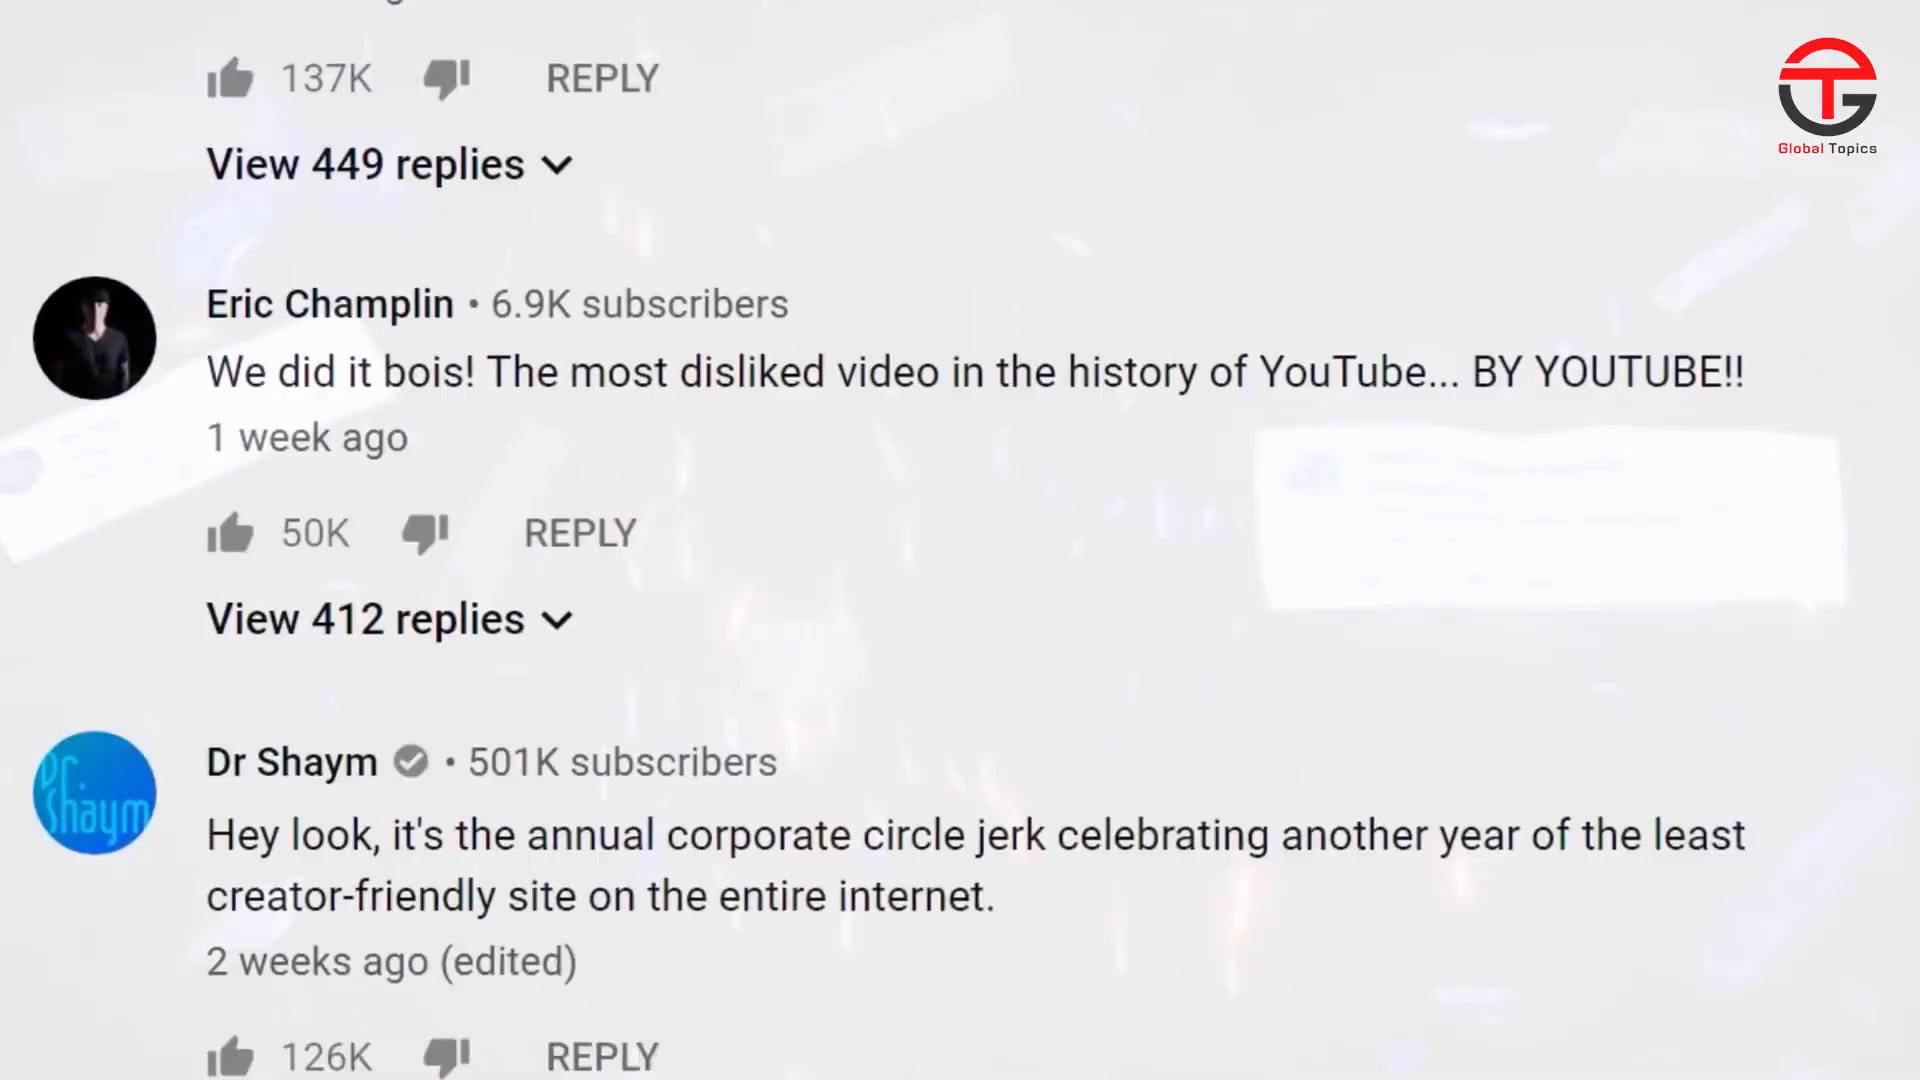 137K REPLY
View 449 replies
Global Topics
Eric Champlin • 6.9K subscribers
We did it bois! The most disliked video in the history of YouTube... BY YOUTUBE!!
1 week ago
50K REPLY
View 412 replies
Dr Shaym
Dr Shaym • 501K subscribers
Hey look, it's the annual corporate circle jerk celebrating another year of the least
creator-friendly site on the entire internet.
2 weeks ago (edited)
126K REPLY